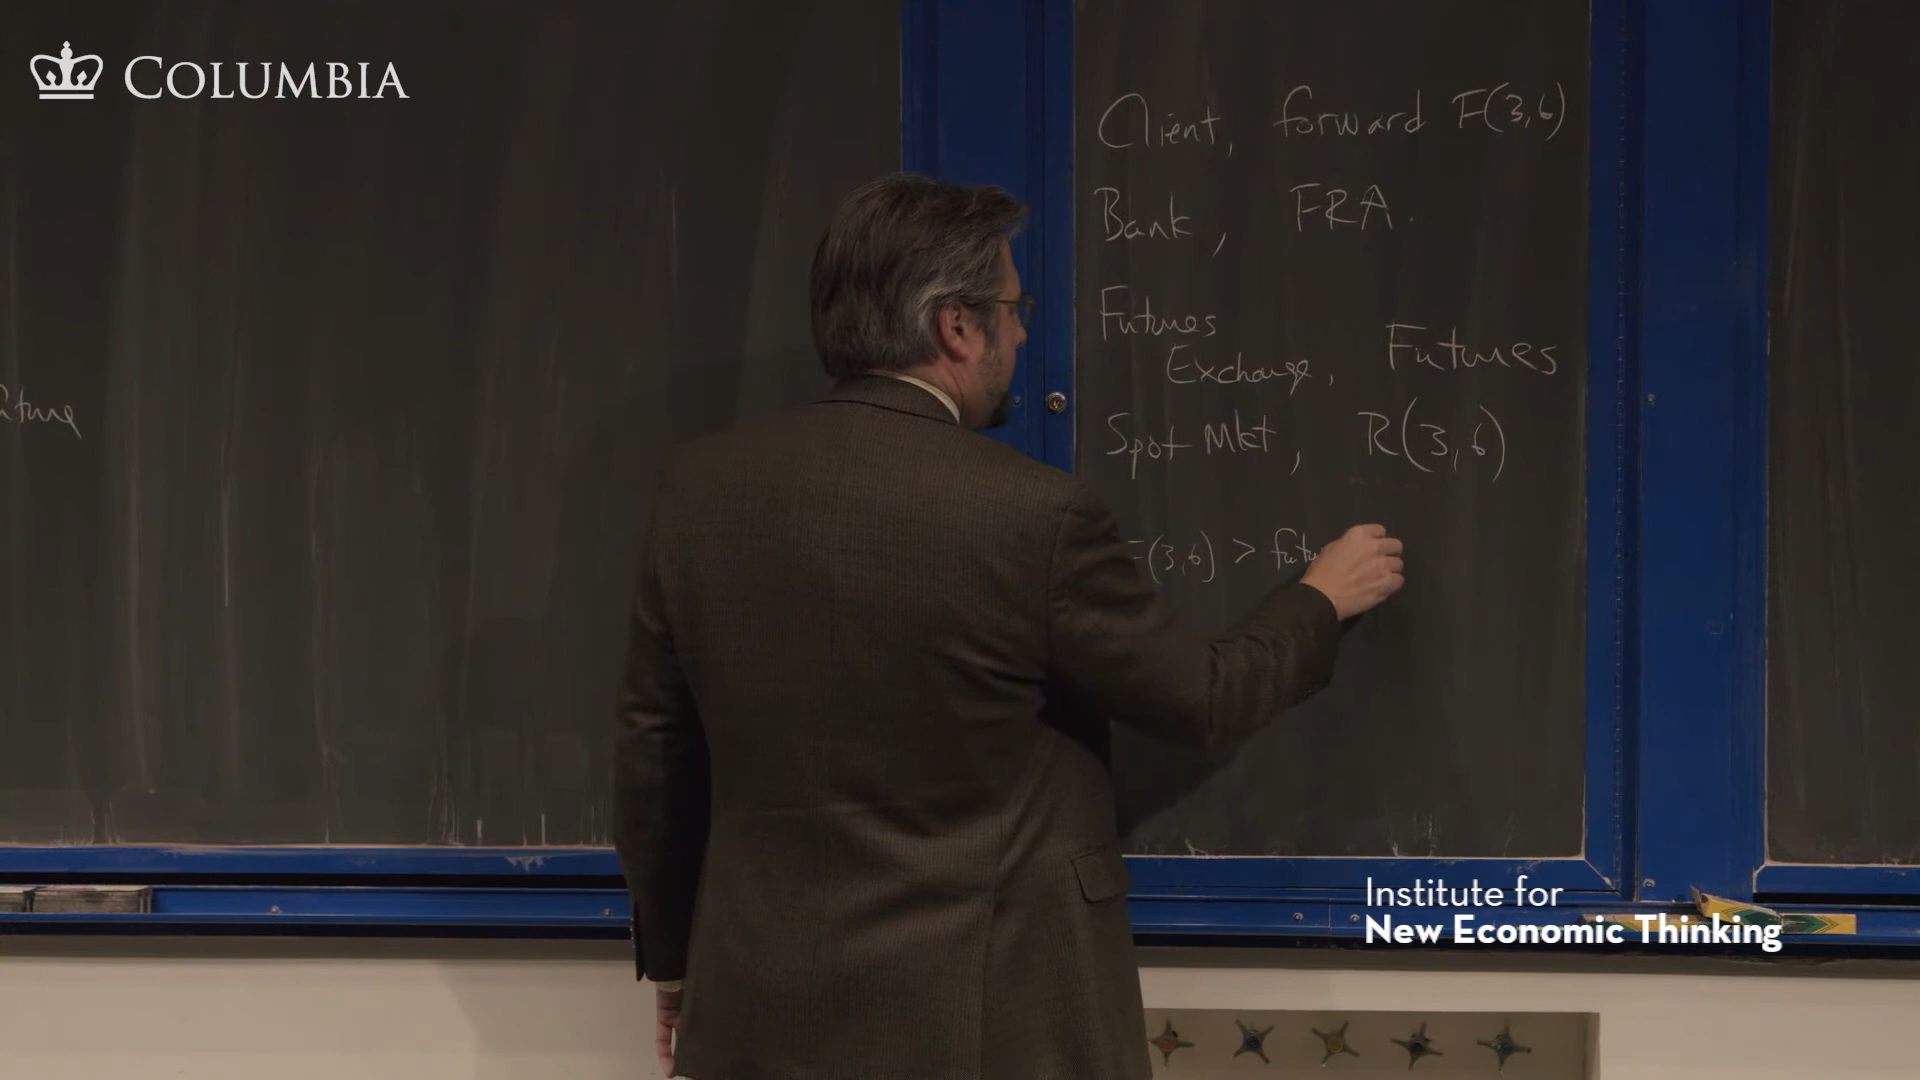 COLUMBIA
Client, forward F(3,6)
Bank, FRA.
Futures
Exchange, Futures
Spot Mkt, R(3,6)
F(3,6) > futu
Institute for
New Economic Thinking